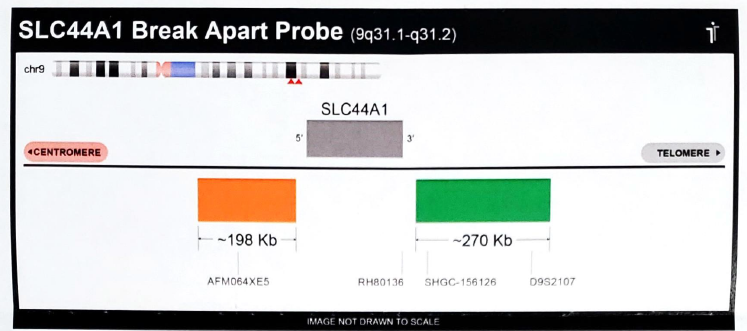 SLC44A1 Break Apart Probe (9q31.1-q31.2)
chr9
SLC44A1
5' 3'
◂CENTROMERE TELOMERE ▸
~198 Kb ~270 Kb
AFM064XE5 RH80136 SHGC-156126 D9S2107
IMAGE NOT DRAWN TO SCALE